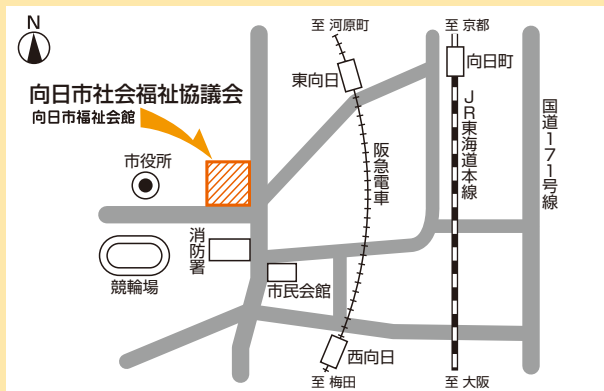 N
至 河原町
至 京都
東向日
向日町
向日市社会福祉協議会
向日市福祉会館
市役所
阪急電車
JR東海道本線
国道171号線
消防署
競輪場
市民会館
西向日
至 梅田
至 大阪